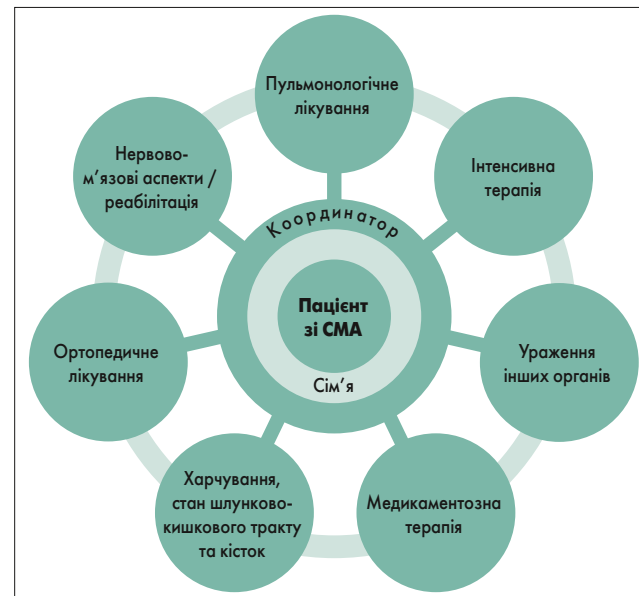 Пульмонологічне
лікування
Нервово-
м’язові аспекти /
реабілітація
Інтенсивна
терапія
Координатор
Пацієнт
зі СМА
Сім’я
Ортопедичне
лікування
Ураження
інших органів
Харчування,
стан шлунково-
кишкового тракту
та кісток
Медикаментозна
терапія